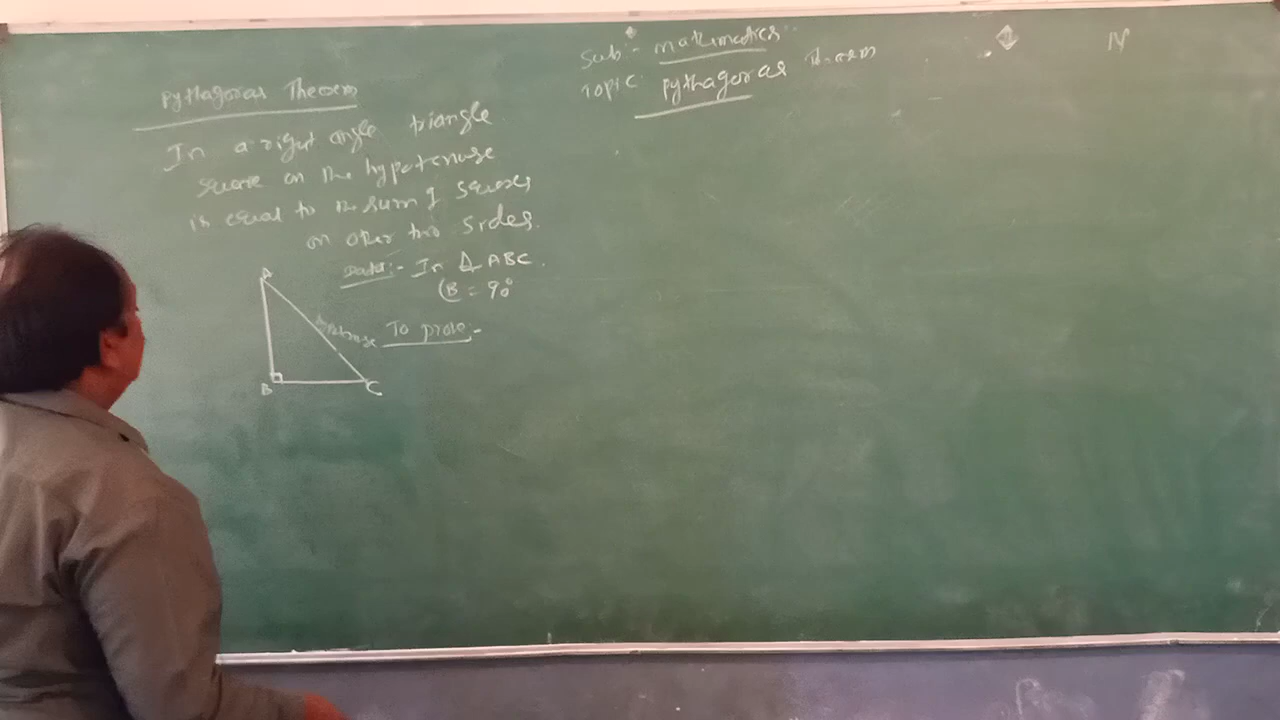 Sub:- mathematics
Topic: pythagoras Theorem
pythagoras Theorem
In a right angle triangle
square on the hypotenuse
is equal to the sum of squares
on other two sides.
Data:- In ∆ ABC.
B = 90°
To prove:-
A
B
C